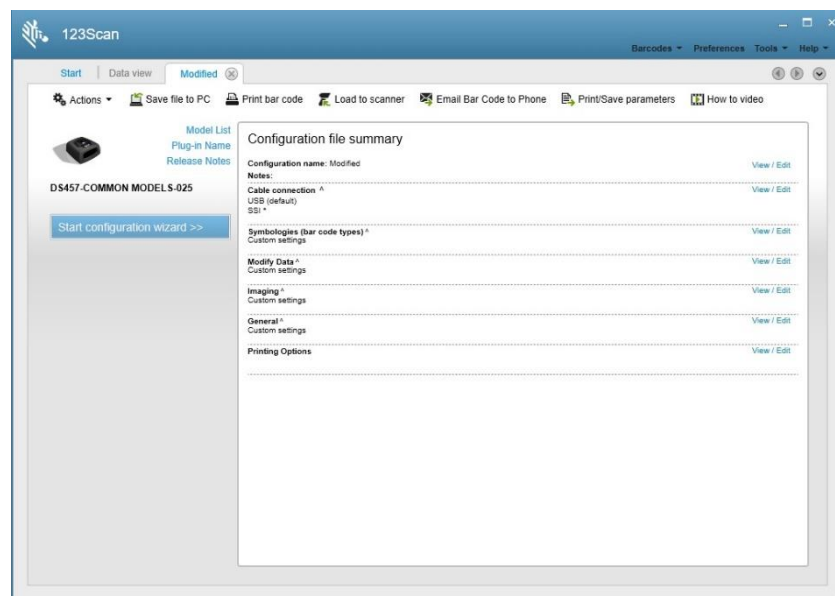 123Scan
Barcodes Preferences Tools Help
Start Data view Modified
Actions Save file to PC Print bar code Load to scanner Email Bar Code to Phone Print/Save parameters How to video
Model List
Plug-in Name
Release Notes
DS457-COMMON MODELS-025
Start configuration wizard >>
Configuration file summary
Configuration name: Modified View / Edit
Notes:
Cable connection ^ View / Edit
USB (default)
SSI *
Symbologies (bar code types) ^ View / Edit
Custom settings
Modify Data ^ View / Edit
Custom settings
Imaging ^ View / Edit
Custom settings
General ^ View / Edit
Custom settings
Printing Options View / Edit